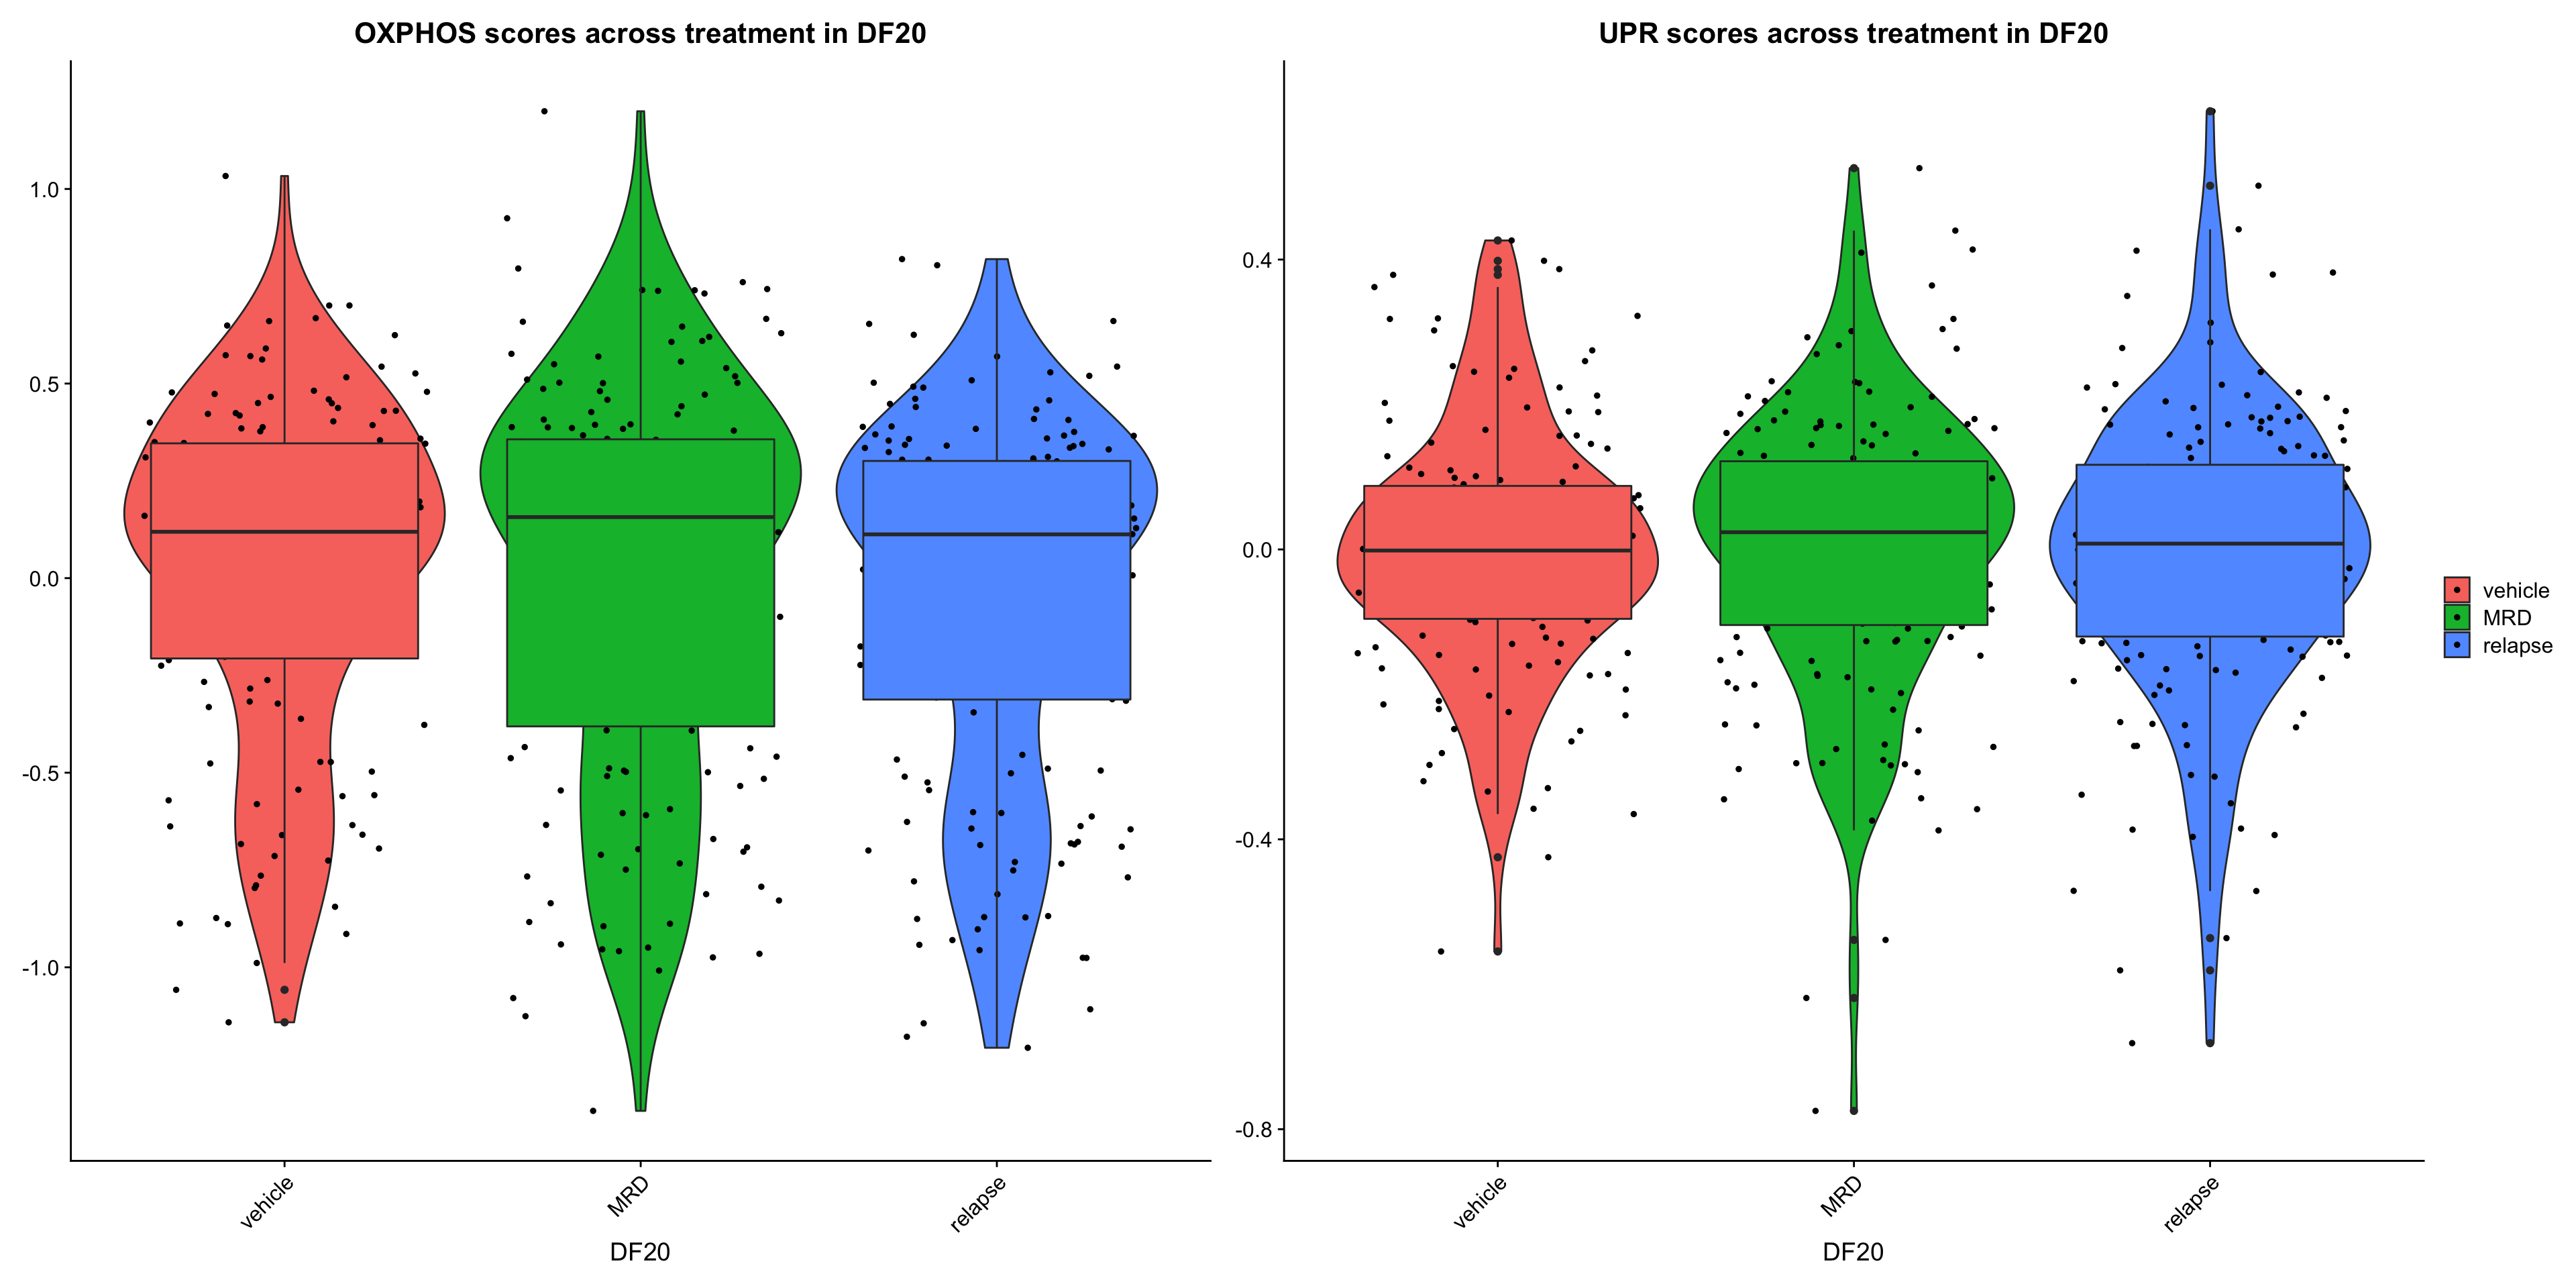 OXPHOS scores across treatment in DF20
1.0
0.5
0.0
-0.5
-1.0
vehicle
MRD
relapse
DF20
UPR scores across treatment in DF20
0.4
0.0
-0.4
-0.8
vehicle
MRD
relapse
DF20
vehicle
MRD
relapse